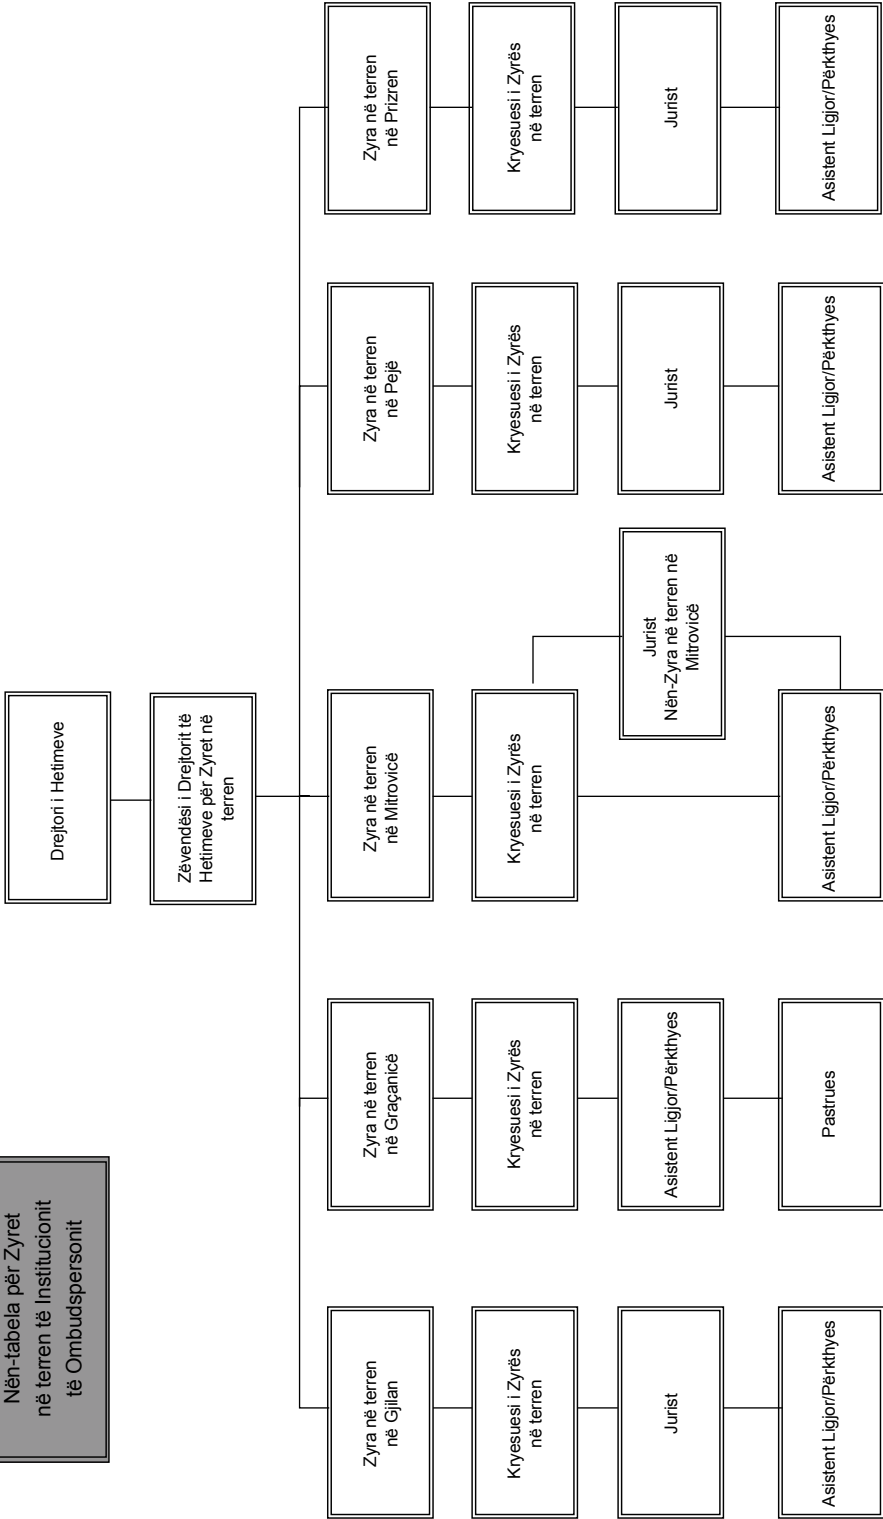 Nën-tabela për Zyret
në terren të Institucionit
të Ombudspersonit
Drejtori i Hetimeve
Zëvendësi i Drejtorit të
Hetimeve për Zyret në
terren
Zyra në terren
në Gjilan
Zyra në terren
në Graçanicë
Zyra në terren
në Mitrovicë
Zyra në terren
në Pejë
Zyra në terren
në Prizren
Kryesuesi i Zyrës
në terren
Kryesuesi i Zyrës
në terren
Kryesuesi i Zyrës
në terren
Kryesuesi i Zyrës
në terren
Kryesuesi i Zyrës
në terren
Jurist
Asistent Ligjor/Përkthyes
Jurist
Nën-Zyra në terren në
Mitrovicë
Jurist
Jurist
Asistent Ligjor/Përkthyes
Pastrues
Asistent Ligjor/Përkthyes
Asistent Ligjor/Përkthyes
Asistent Ligjor/Përkthyes